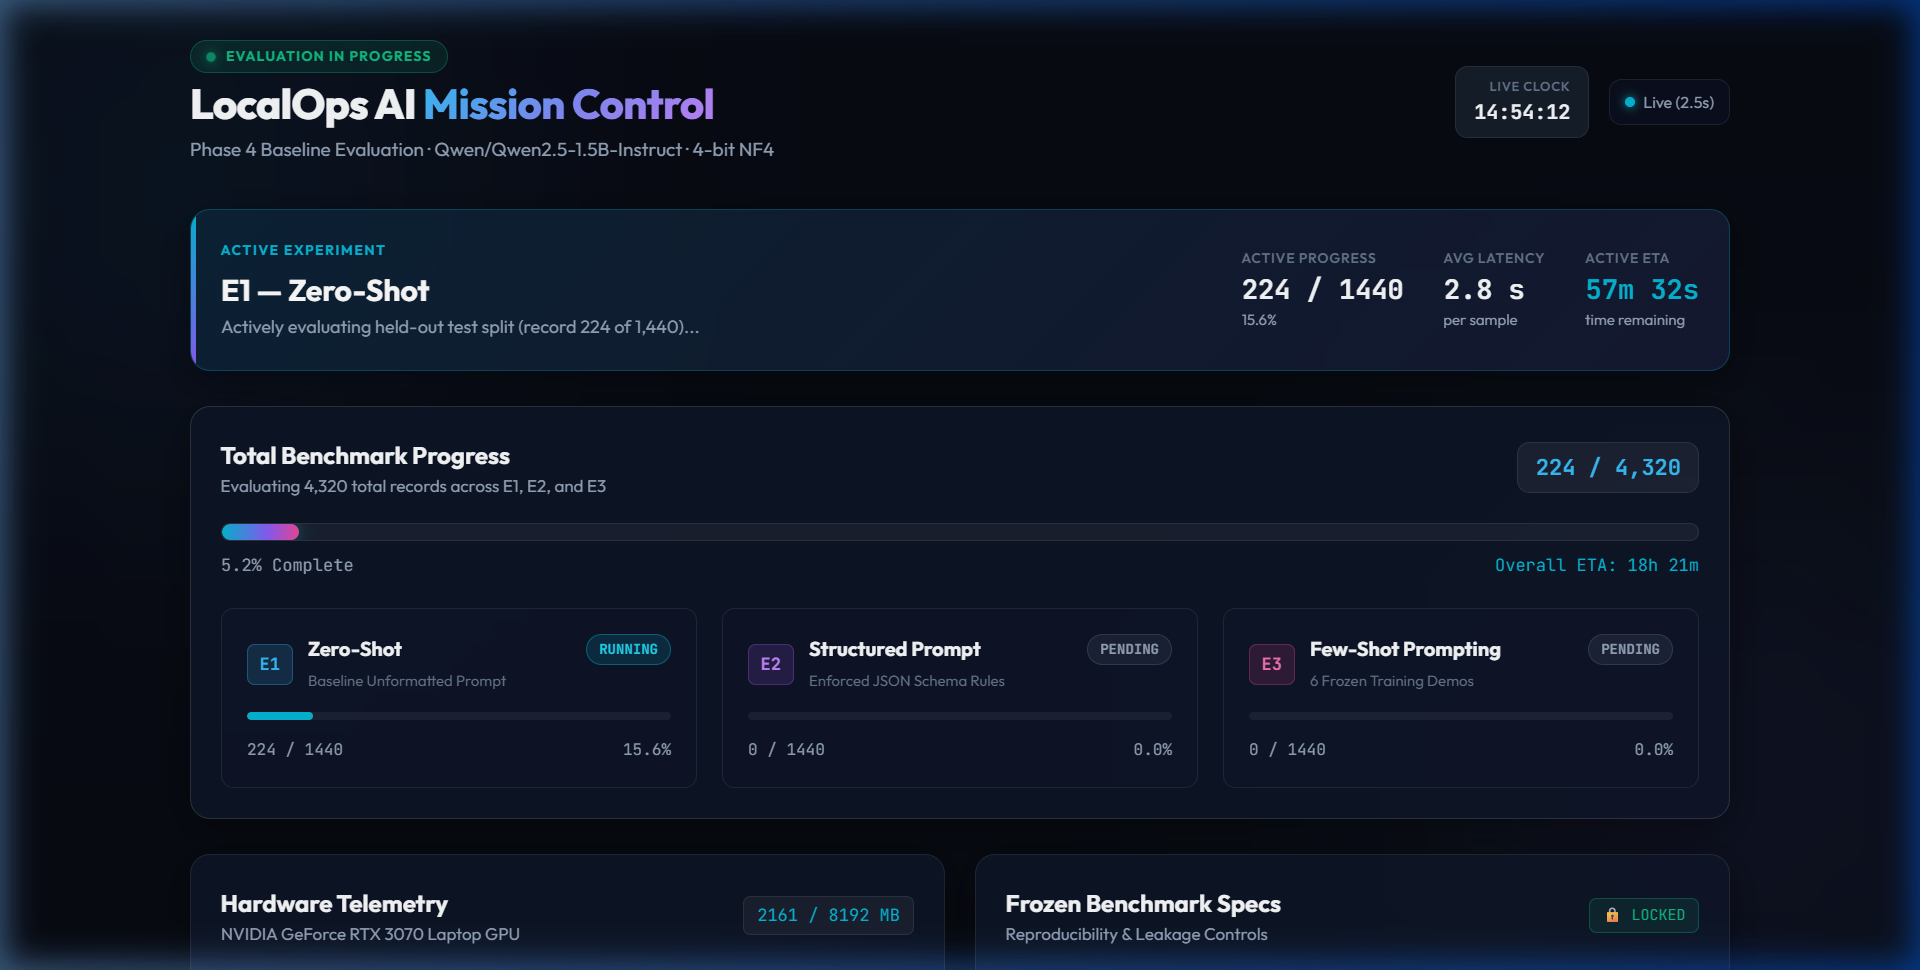 EVALUATION IN PROGRESS
LocalOps AI Mission Control
Phase 4 Baseline Evaluation · Qwen/Qwen2.5-1.5B-Instruct · 4-bit NF4
LIVE CLOCK
14:54:12
Live (2.5s)
ACTIVE EXPERIMENT
E1 — Zero-Shot
Actively evaluating held-out test split (record 224 of 1,440)...
ACTIVE PROGRESS
224 / 1440
15.6%
AVG LATENCY
2.8 s
per sample
ACTIVE ETA
57m 32s
time remaining
Total Benchmark Progress
Evaluating 4,320 total records across E1, E2, and E3
224 / 4,320
5.2% Complete
Overall ETA: 18h 21m
E1
Zero-Shot
RUNNING
Baseline Unformatted Prompt
224 / 1440
15.6%
E2
Structured Prompt
PENDING
Enforced JSON Schema Rules
0 / 1440
0.0%
E3
Few-Shot Prompting
PENDING
6 Frozen Training Demos
0 / 1440
0.0%
Hardware Telemetry
NVIDIA GeForce RTX 3070 Laptop GPU
2161 / 8192 MB
Frozen Benchmark Specs
Reproducibility & Leakage Controls
🔒 LOCKED